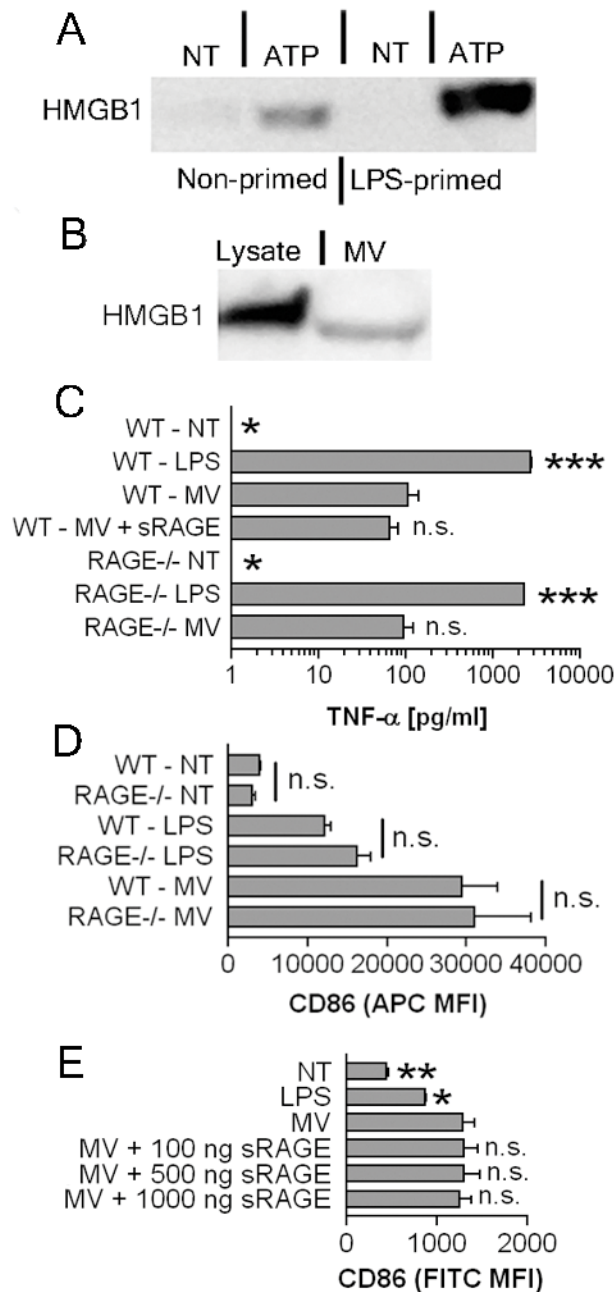 A
NT | ATP | NT | ATP
HMGB1
Non-primed | LPS-primed
B
Lysate | MV
HMGB1
C
WT - NT *
WT - LPS ***
WT - MV
WT - MV + sRAGE n.s.
RAGE-/- NT *
RAGE-/- LPS ***
RAGE-/- MV n.s.
1 10 100 1000 10000
TNF-α [pg/ml]
D
WT - NT
RAGE-/- NT
n.s.
WT - LPS
RAGE-/- LPS
n.s.
WT - MV
RAGE-/- MV
n.s.
0 10000 20000 30000 40000
CD86 (APC MFI)
E
NT **
LPS *
MV
MV + 100 ng sRAGE n.s.
MV + 500 ng sRAGE n.s.
MV + 1000 ng sRAGE n.s.
0 1000 2000
CD86 (FITC MFI)